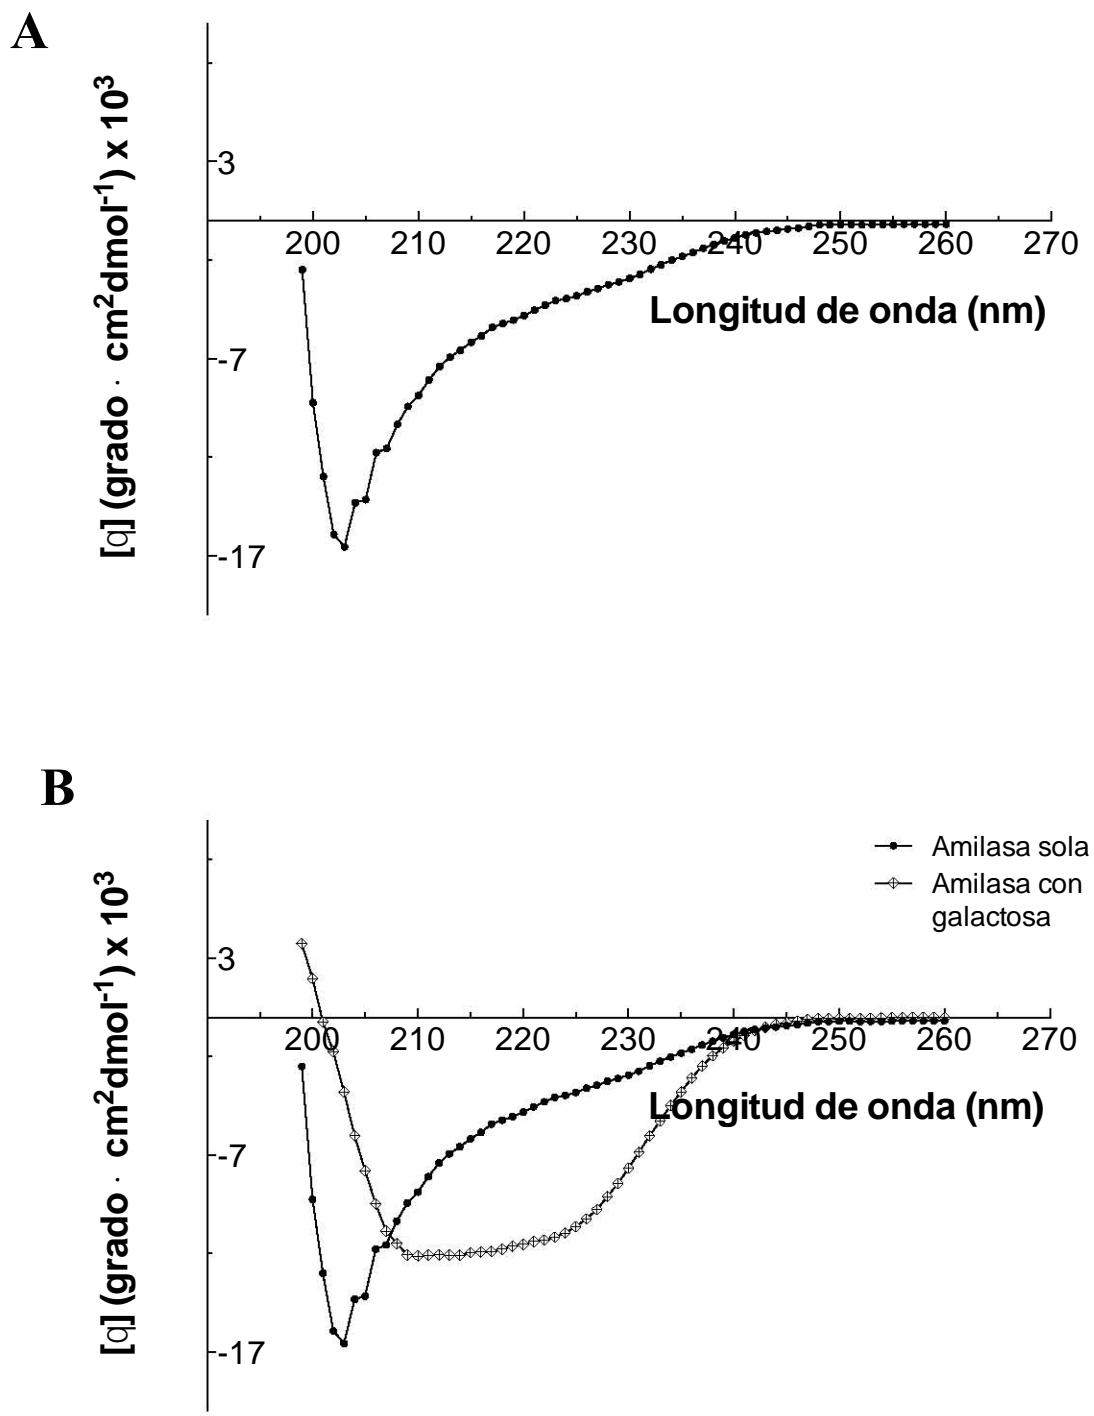 A
[q] (grado · cm²dmol⁻¹) x 10³
3
200 210 220 230 240 250 260 270
Longitud de onda (nm)
-7
-17
B
[q] (grado · cm²dmol⁻¹) x 10³
Amilasa sola
Amilasa con
galactosa
3
200 210 220 230 240 250 260 270
Longitud de onda (nm)
-7
-17